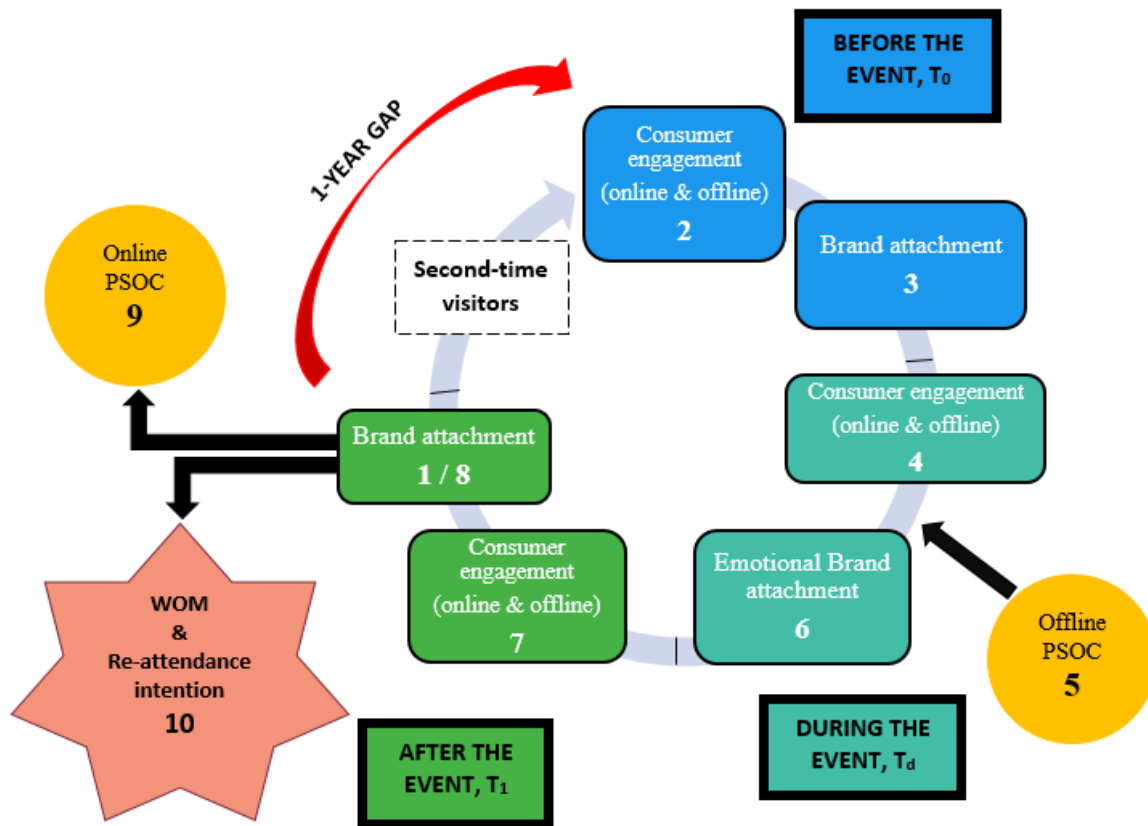 BEFORE THE
EVENT, T₀
1-YEAR GAP
Consumer
engagement
(online & offline)
2
Brand attachment
3
Second-time
visitors
Online
PSOC
9
Consumer engagement
(online & offline)
4
Brand attachment
1 / 8
Consumer
engagement
(online & offline)
7
Emotional Brand
attachment
6
Offline
PSOC
5
WOM
&
Re-attendance
intention
10
AFTER THE
EVENT, T₁
DURING THE
EVENT, Td